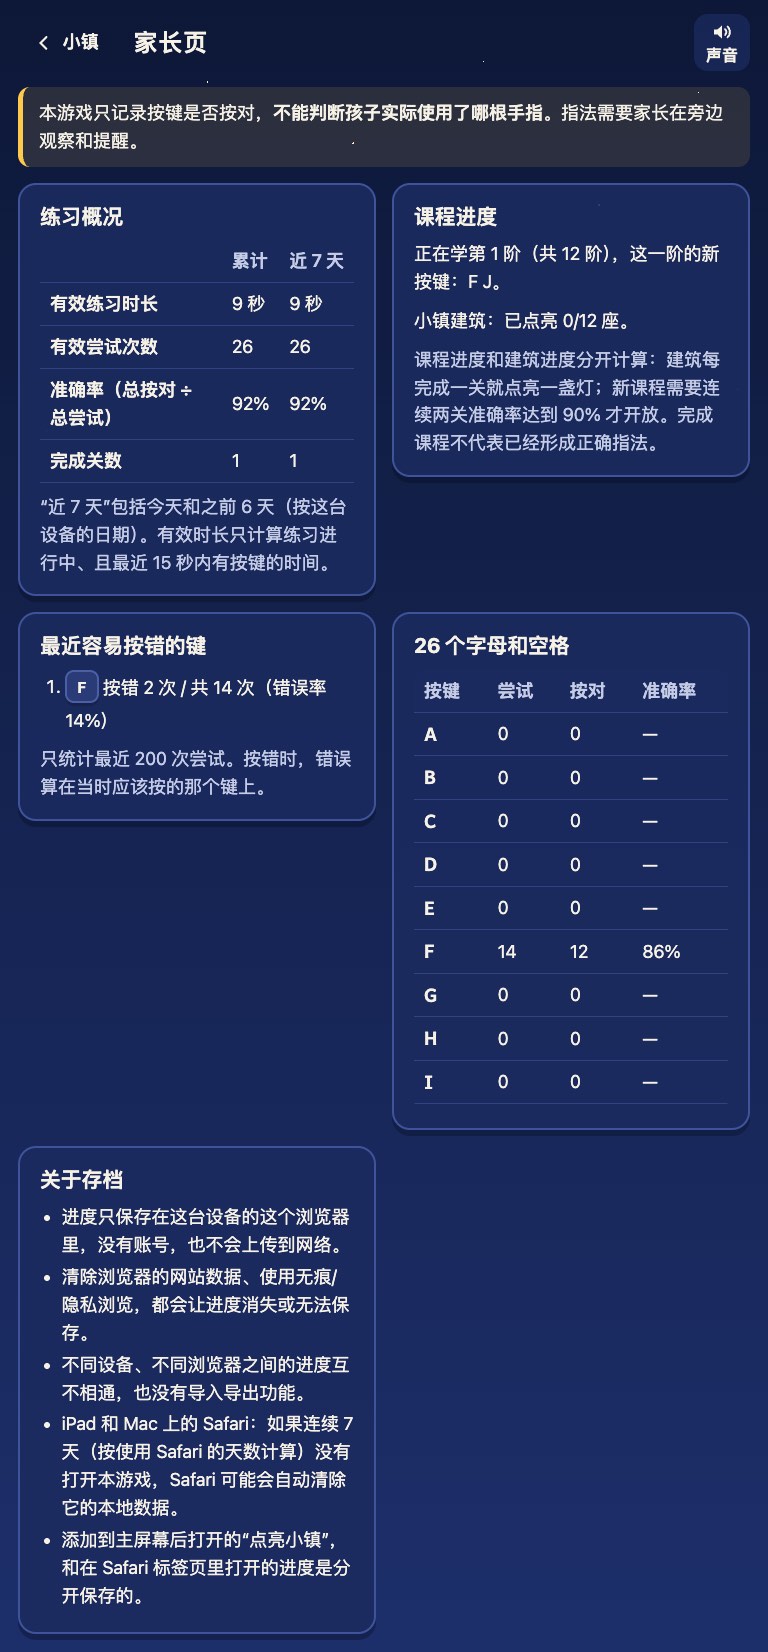 小镇
家长页
声音
本游戏只记录按键是否按对，不能判断孩子实际使用了哪根手指。指法需要家长在旁边
观察和提醒。
练习概况
累计 近 7 天
有效练习时长 9 秒 9 秒
有效尝试次数 26 26
准确率（总按对 ÷
总尝试） 92% 92%
完成关数 1 1
“近 7 天”包括今天和之前 6 天（按这台
设备的日期）。有效时长只计算练习进
行中、且最近 15 秒内有按键的时间。
课程进度
正在学第 1 阶（共 12 阶），这一阶的新
按键：F J。
小镇建筑：已点亮 0/12 座。
课程进度和建筑进度分开计算：建筑每
完成一关就点亮一盏灯；新课程需要连
续两关准确率达到 90% 才开放。完成
课程不代表已经形成正确指法。
最近容易按错的键
1. F 按错 2 次 / 共 14 次（错误率
14%）
只统计最近 200 次尝试。按错时，错误
算在当时应该按的那个键上。
26 个字母和空格
按键 尝试 按对 准确率
A 0 0 —
B 0 0 —
C 0 0 —
D 0 0 —
E 0 0 —
F 14 12 86%
G 0 0 —
H 0 0 —
I 0 0 —
关于存档
• 进度只保存在这台设备的这个浏览器
里，没有账号，也不会上传到网络。
• 清除浏览器的网站数据、使用无痕/
隐私浏览，都会让进度消失或无法保
存。
• 不同设备、不同浏览器之间的进度互
不相通，也没有导入导出功能。
• iPad 和 Mac 上的 Safari：如果连续 7
天（按使用 Safari 的天数计算）没有
打开本游戏，Safari 可能会自动清除
它的本地数据。
• 添加到主屏幕后打开的“点亮小镇”，
和在 Safari 标签页里打开的进度是分
开保存的。